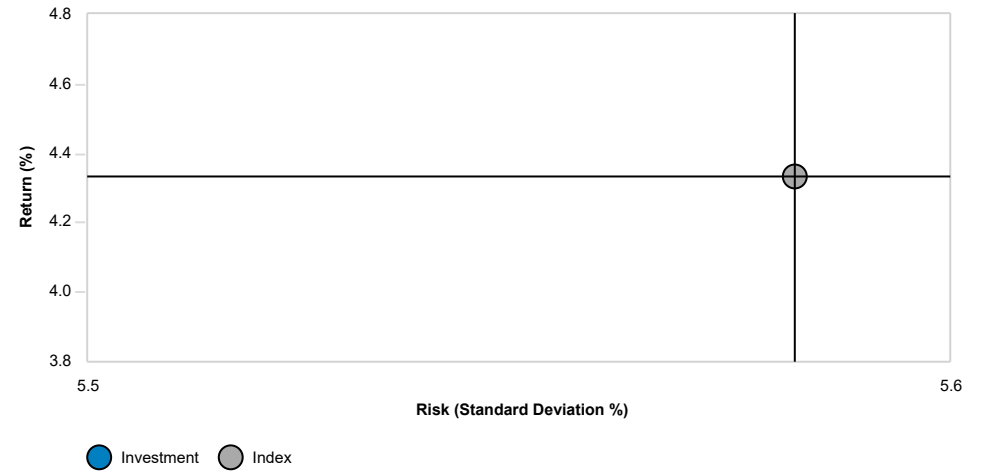 4.8
4.6
4.4
4.2
4.0
3.8
Return (%)
5.5 5.6
Risk (Standard Deviation %)
Investment Index